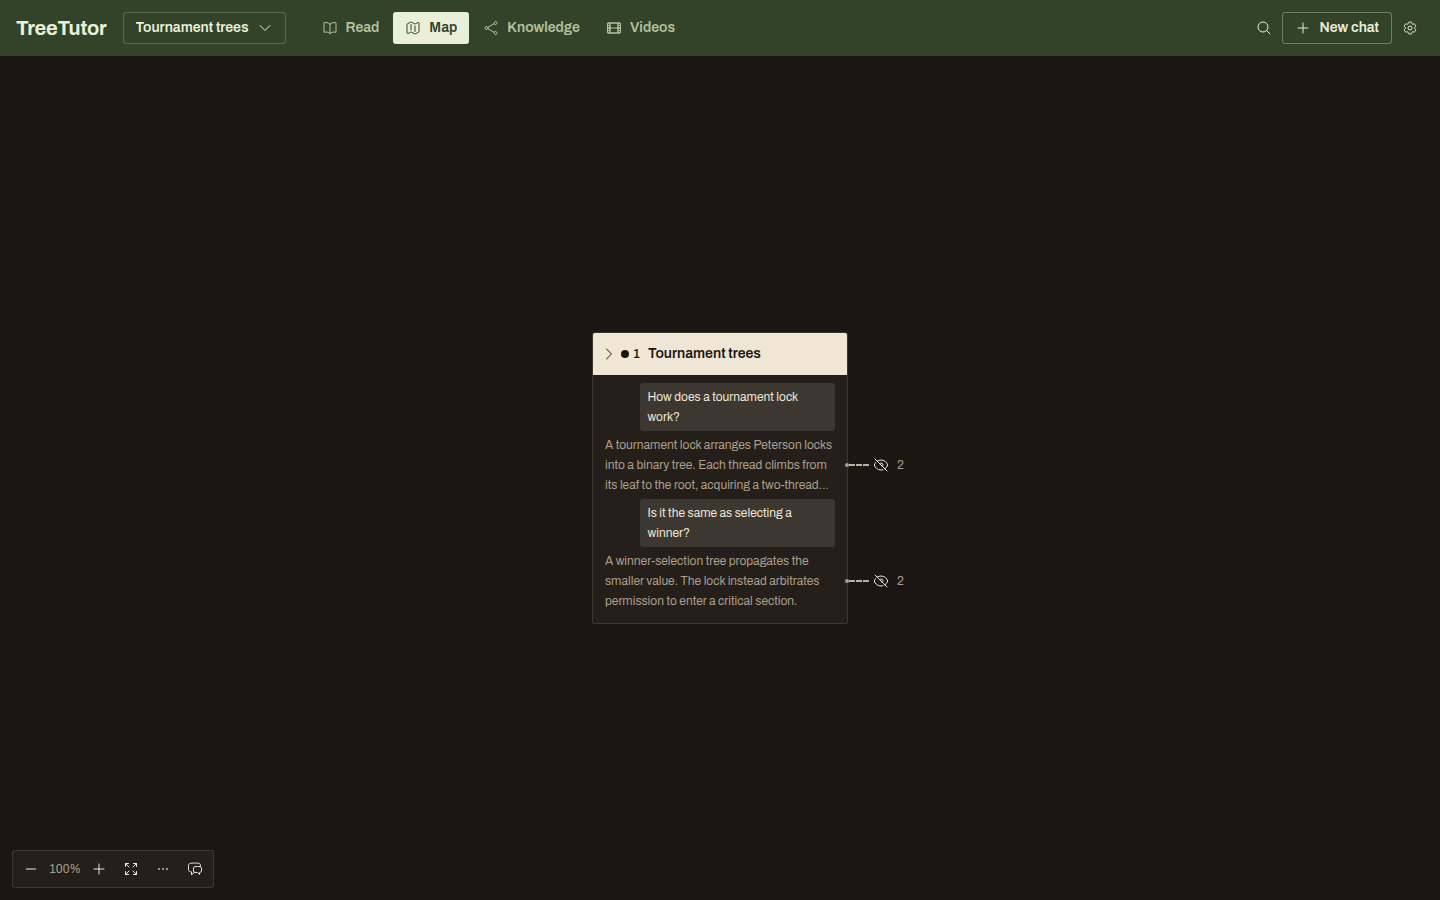 TreeTutor
Tournament trees
Read
Map
Knowledge
Videos
New chat
1 Tournament trees
How does a tournament lock
work?
A tournament lock arranges Peterson locks
into a binary tree. Each thread climbs from
its leaf to the root, acquiring a two-thread...
2
Is it the same as selecting a
winner?
A winner-selection tree propagates the
smaller value. The lock instead arbitrates
permission to enter a critical section.
2
100%